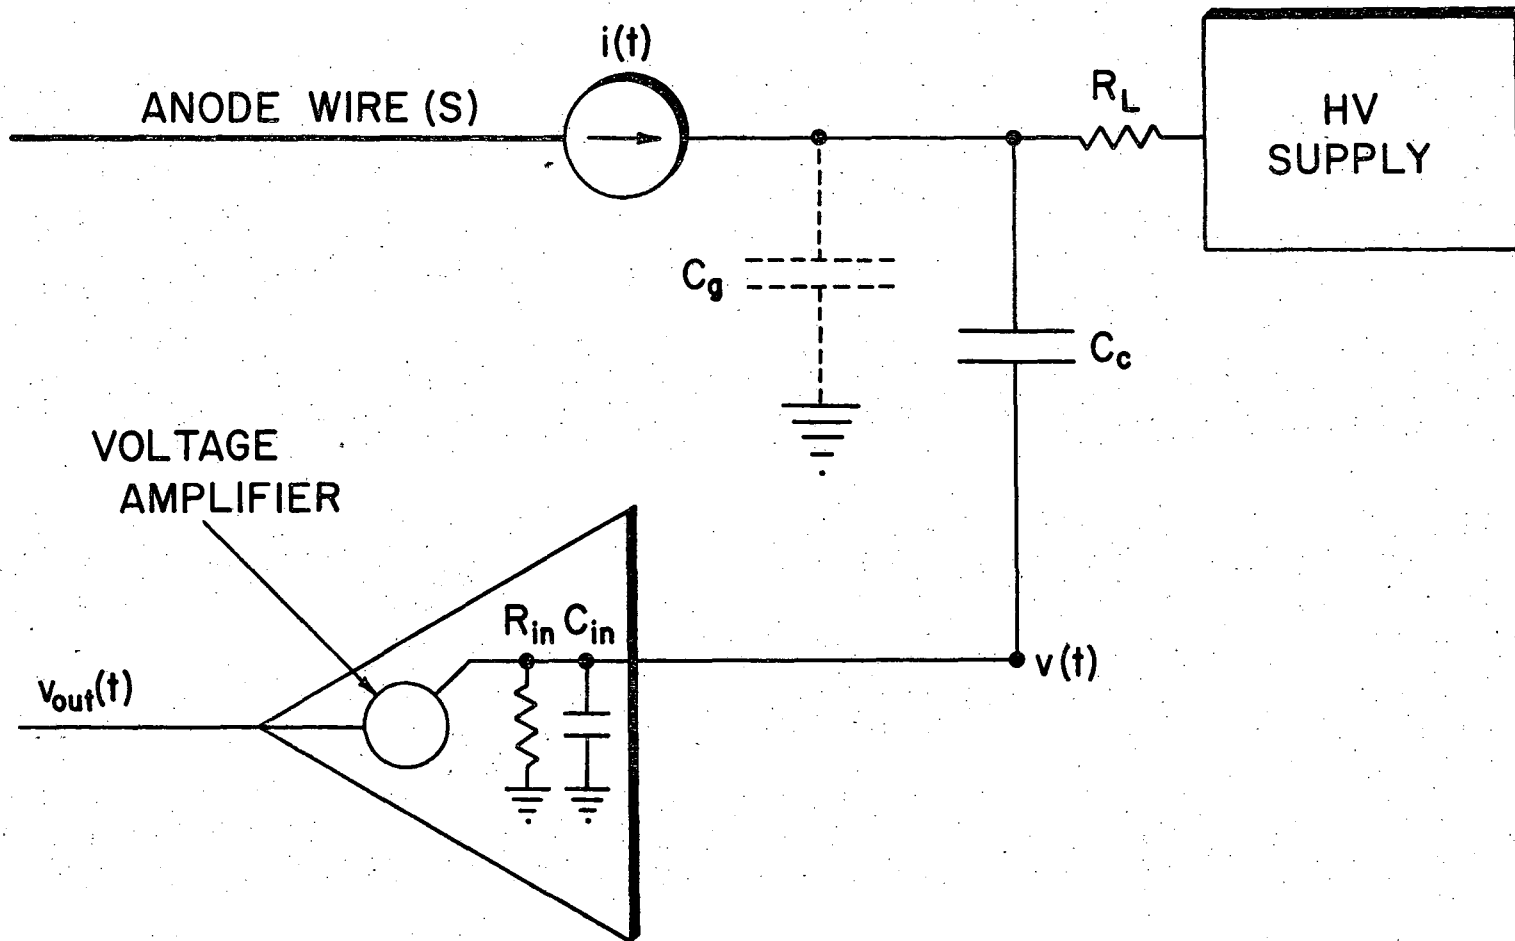 i(t)
ANODE WIRE (S)
R_L
HV
SUPPLY
C_g
C_c
VOLTAGE
AMPLIFIER
R_in C_in
v(t)
v_out(t)